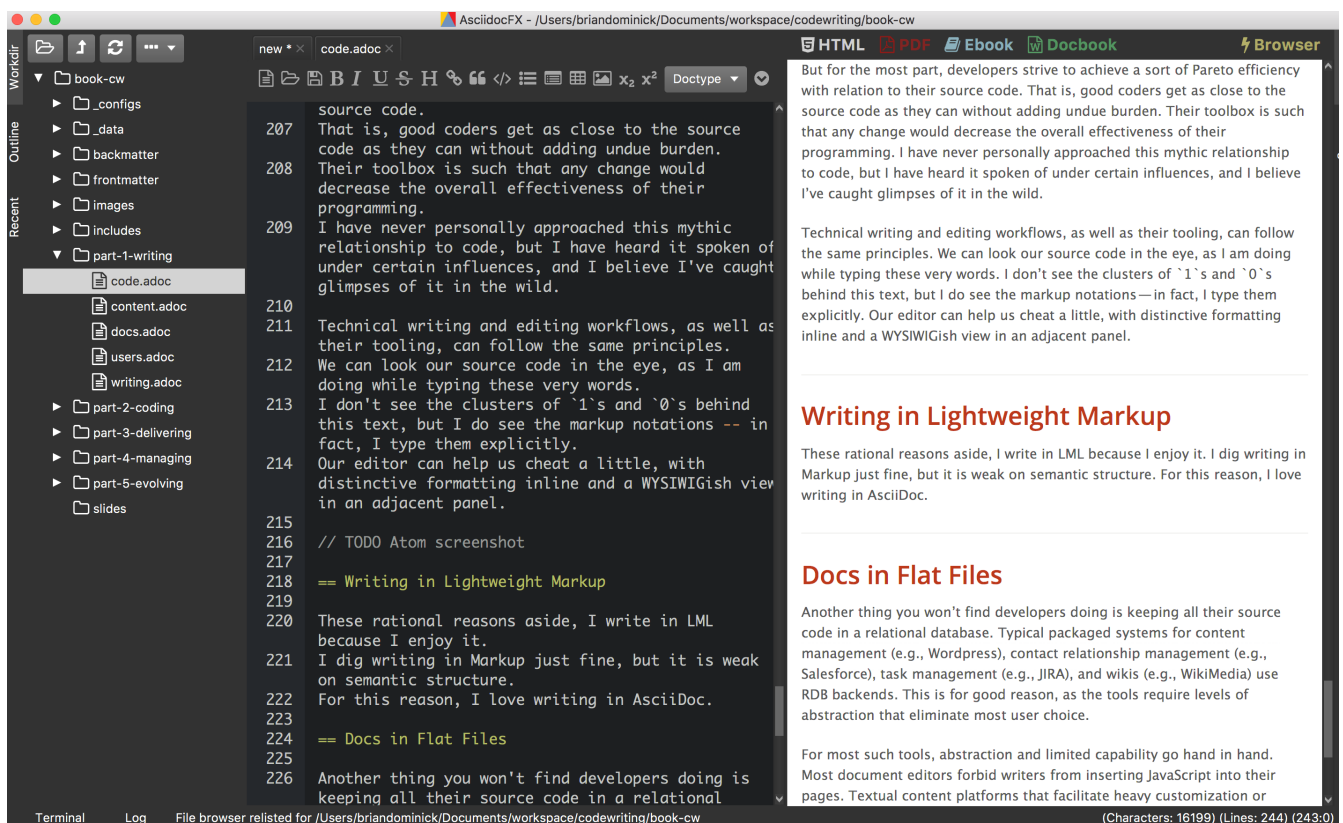 AsciidocFX - /Users/briandominick/Documents/workspace/codewriting/book-cw
Workdir
Outline
Recent
book-cw
_configs
_data
backmatter
frontmatter
images
includes
part-1-writing
code.adoc
content.adoc
docs.adoc
users.adoc
writing.adoc
part-2-coding
part-3-delivering
part-4-managing
part-5-evolving
slides
new * ×
code.adoc ×
B I U S H </> x₂ x² Doctype
source code.
207 That is, good coders get as close to the source
code as they can without adding undue burden.
208 Their toolbox is such that any change would
decrease the overall effectiveness of their
programming.
209 I have never personally approached this mythic
relationship to code, but I have heard it spoken of
under certain influences, and I believe I've caught
glimpses of it in the wild.
210
211 Technical writing and editing workflows, as well as
their tooling, can follow the same principles.
212 We can look our source code in the eye, as I am
doing while typing these very words.
213 I don't see the clusters of `1`s and `0`s behind
this text, but I do see the markup notations -- in
fact, I type them explicitly.
214 Our editor can help us cheat a little, with
distinctive formatting inline and a WYSIWIGish view
in an adjacent panel.
215
216 // TODO Atom screenshot
217
218 == Writing in Lightweight Markup
219
220 These rational reasons aside, I write in LML
because I enjoy it.
221 I dig writing in Markup just fine, but it is weak
on semantic structure.
222 For this reason, I love writing in AsciiDoc.
223
224 == Docs in Flat Files
225
226 Another thing you won't find developers doing is
keeping all their source code in a relational
HTML PDF Ebook Docbook Browser
But for the most part, developers strive to achieve a sort of Pareto efficiency
with relation to their source code. That is, good coders get as close to the
source code as they can without adding undue burden. Their toolbox is such
that any change would decrease the overall effectiveness of their
programming. I have never personally approached this mythic relationship
to code, but I have heard it spoken of under certain influences, and I believe
I've caught glimpses of it in the wild.
Technical writing and editing workflows, as well as their tooling, can follow
the same principles. We can look our source code in the eye, as I am doing
while typing these very words. I don't see the clusters of `1`s and `0`s
behind this text, but I do see the markup notations — in fact, I type them
explicitly. Our editor can help us cheat a little, with distinctive formatting
inline and a WYSIWIGish view in an adjacent panel.
Writing in Lightweight Markup
These rational reasons aside, I write in LML because I enjoy it. I dig writing in
Markup just fine, but it is weak on semantic structure. For this reason, I love
writing in AsciiDoc.
Docs in Flat Files
Another thing you won't find developers doing is keeping all their source
code in a relational database. Typical packaged systems for content
management (e.g., Wordpress), contact relationship management (e.g.,
Salesforce), task management (e.g., JIRA), and wikis (e.g., WikiMedia) use
RDB backends. This is for good reason, as the tools require levels of
abstraction that eliminate most user choice.
For most such tools, abstraction and limited capability go hand in hand.
Most document editors forbid writers from inserting JavaScript into their
pages. Textual content platforms that facilitate heavy customization or
Terminal Log File browser relisted for /Users/briandominick/Documents/workspace/codewriting/book-cw (Characters: 16199) (Lines: 244) (243:0)